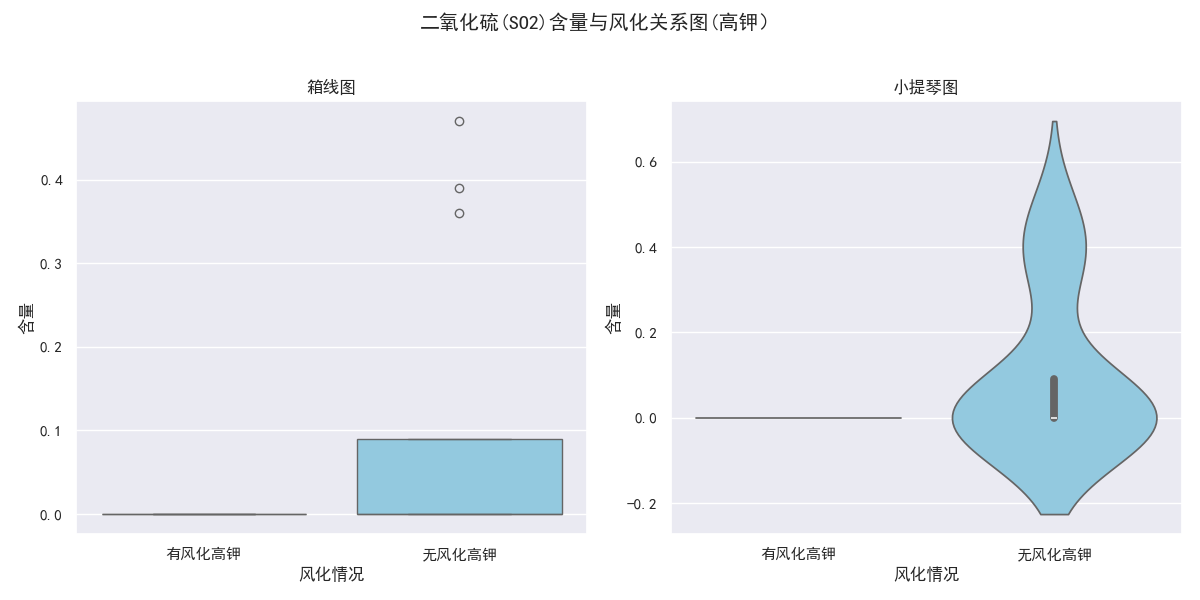 二氧化硫(SO2)含量与风化关系图(高钾）
箱线图
含量
0.4
0.3
0.2
0.1
0.0
有风化高钾
无风化高钾
风化情况
小提琴图
含量
0.6
0.4
0.2
0.0
−0.2
有风化高钾
无风化高钾
风化情况